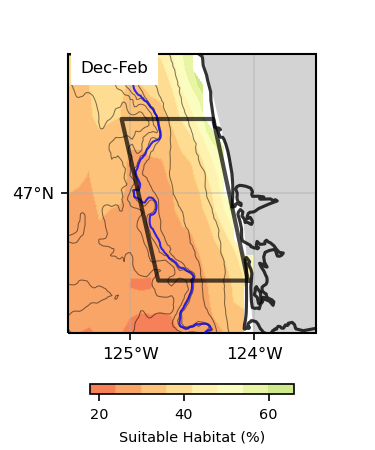 Dec-Feb
47°N
125°W 124°W
20 40 60
Suitable Habitat (%)